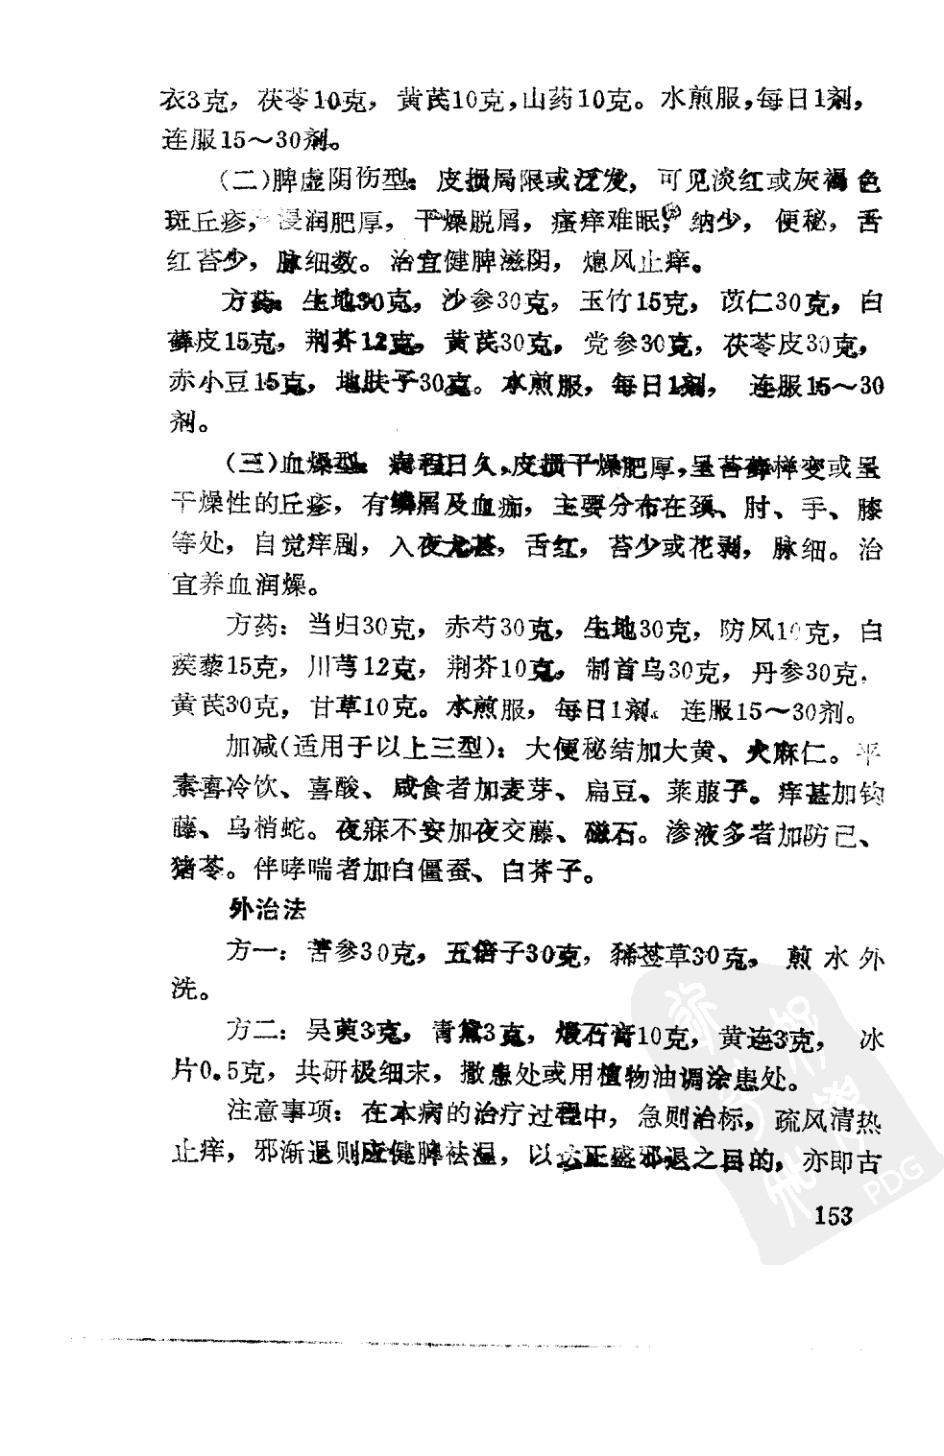 衣3克，茯苓10克，黄芪10克，山药10克。水煎服，每日1剂，
连服15～30剂。
（二）脾虚阴伤型：皮损局限或泛发，可见淡红或灰褐色
斑丘疹，浸润肥厚，干燥脱屑，瘙痒难眠，纳少，便秘，舌
红苔少，脉细数。治宜健脾滋阴，熄风止痒。
方药：生地30克，沙参30克，玉竹15克，苡仁30克，白
藓皮15克，荆芥12克，黄芪30克，党参30克，茯苓皮30克，
赤小豆15克，地肤子30克。水煎服，每日1剂，连服15～30
剂。
（三）血燥型：病程日久，皮损干燥肥厚，呈苔藓样变或呈
干燥性的丘疹，有鳞屑及血痂，主要分布在颈、肘、手、膝
等处，自觉痒剧，入夜尤甚，舌红，苔少或花剥，脉细。治
宜养血润燥。
方药：当归30克，赤芍30克，生地30克，防风10克，白
蒺藜15克，川芎12克，荆芥10克，制首乌30克，丹参30克，
黄芪30克，甘草10克。水煎服，每日1剂。连服15～30剂。
加减（适用于以上三型）：大便秘结加大黄、火麻仁。平
素喜冷饮、喜酸、咸食者加麦芽、扁豆、莱菔子。痒甚加钩
藤、乌梢蛇。夜寐不安加夜交藤、磁石。渗液多者加防己、
猪苓。伴哮喘者加白僵蚕、白芥子。
外治法
方一：苦参30克，五倍子30克，豨莶草30克。煎水外
洗。
方二：吴萸3克，青黛3克，煅石膏10克，黄连3克，冰
片0.5克，共研极细末，撒患处或用植物油调涂患处。
注意事项：在本病的治疗过程中，急则治标，疏风清热
止痒，邪渐退则应健脾祛湿，以达正盛邪退之目的，亦即古
153
PDG